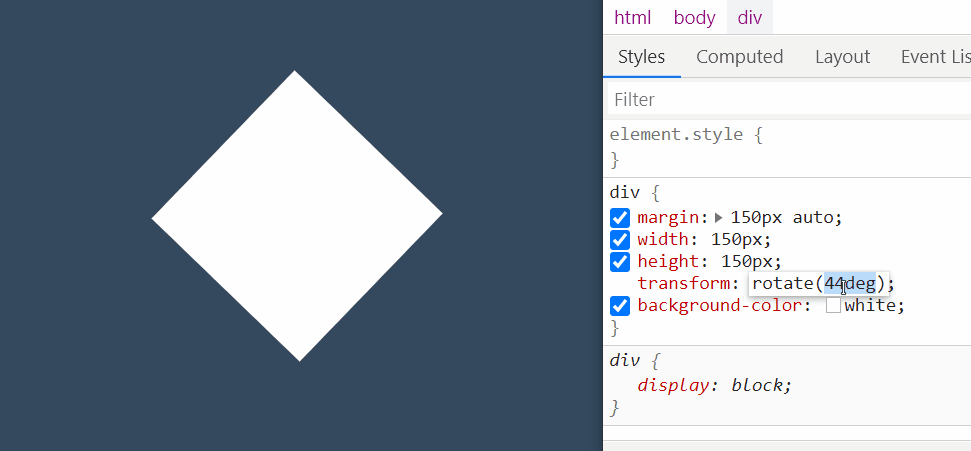 html body div
Styles Computed Layout Event Lis
Filter
element.style {
}
div {
margin: 150px auto;
width: 150px;
height: 150px;
transform: rotate(44deg);
background-color: white;
}
div {
display: block;
}